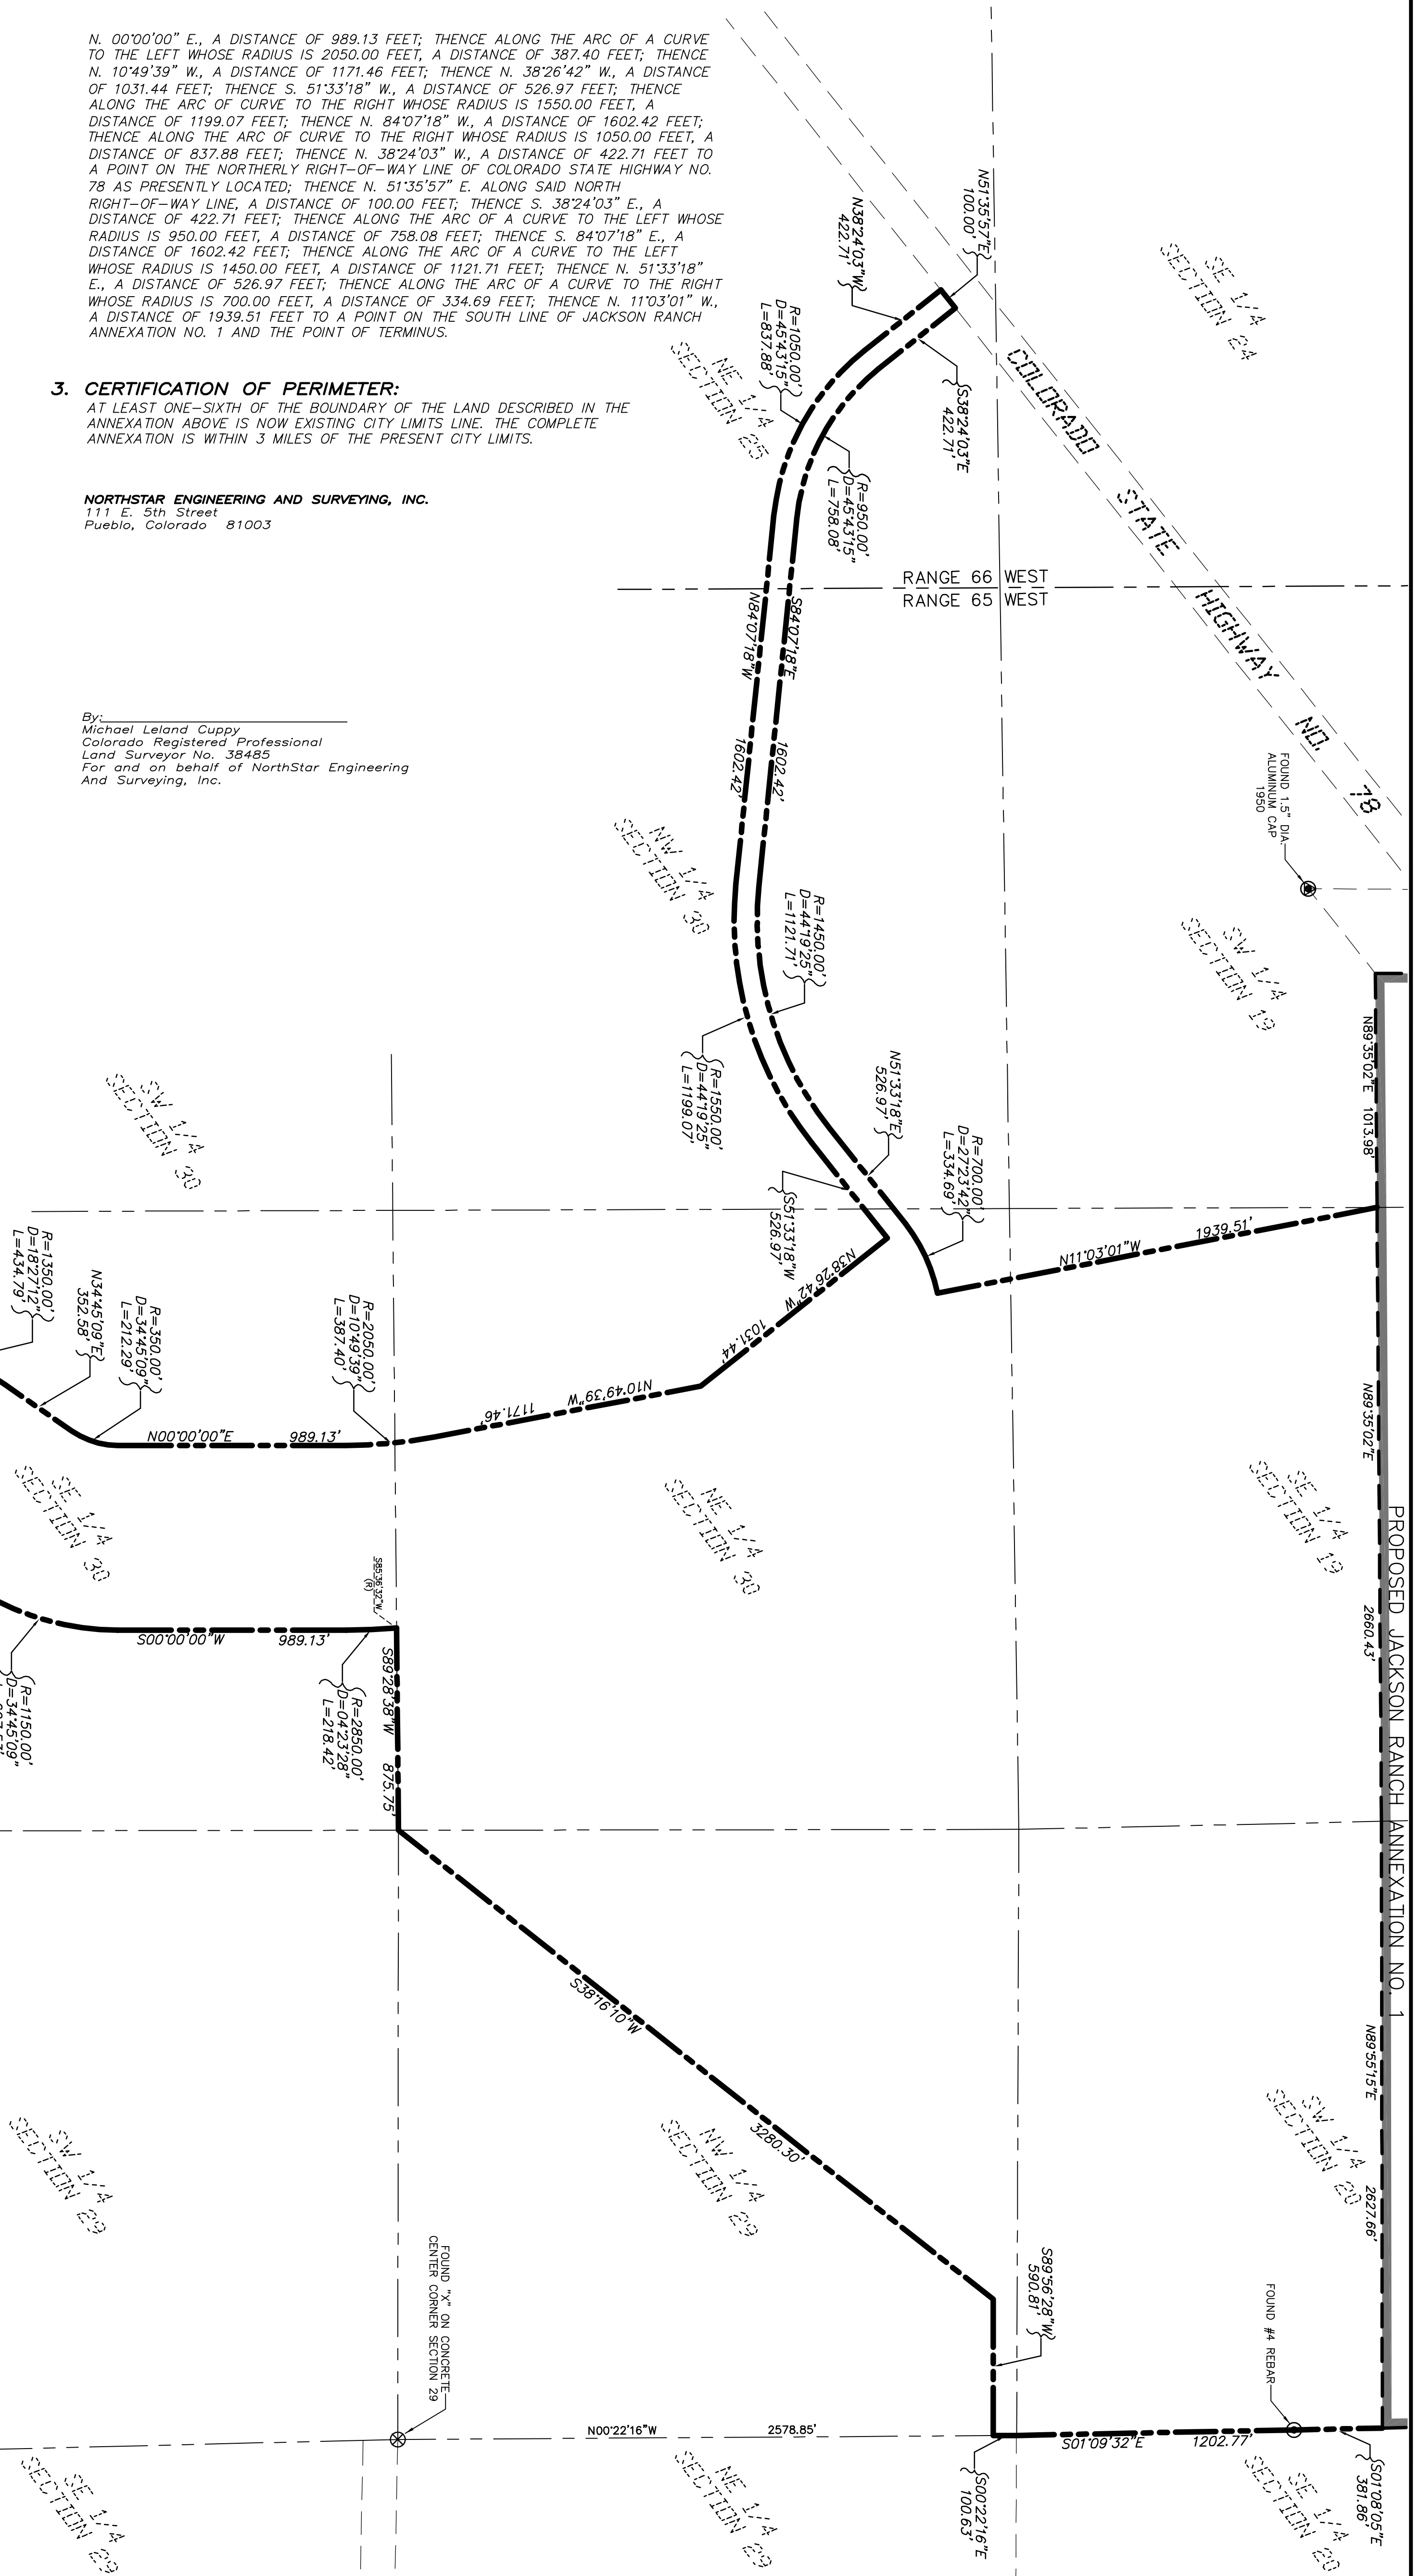 N. 00°00'00" E., A DISTANCE OF 989.13 FEET; THENCE ALONG THE ARC OF A CURVE
TO THE LEFT WHOSE RADIUS IS 2050.00 FEET, A DISTANCE OF 387.40 FEET; THENCE
N. 10°49'39" W., A DISTANCE OF 1171.46 FEET; THENCE N. 38°26'42" W., A DISTANCE
OF 1031.44 FEET; THENCE S. 51°33'18" W., A DISTANCE OF 526.97 FEET; THENCE
ALONG THE ARC OF CURVE TO THE RIGHT WHOSE RADIUS IS 1550.00 FEET, A
DISTANCE OF 1199.07 FEET; THENCE N. 84°07'18" W., A DISTANCE OF 1602.42 FEET;
THENCE ALONG THE ARC OF CURVE TO THE RIGHT WHOSE RADIUS IS 1050.00 FEET, A
DISTANCE OF 837.88 FEET; THENCE N. 38°24'03" W., A DISTANCE OF 422.71 FEET TO
A POINT ON THE NORTHERLY RIGHT-OF-WAY LINE OF COLORADO STATE HIGHWAY NO.
78 AS PRESENTLY LOCATED; THENCE N. 51°35'57" E. ALONG SAID NORTH
RIGHT-OF-WAY LINE, A DISTANCE OF 100.00 FEET; THENCE S. 38°24'03" E., A
DISTANCE OF 422.71 FEET; THENCE ALONG THE ARC OF A CURVE TO THE LEFT WHOSE
RADIUS IS 950.00 FEET, A DISTANCE OF 758.08 FEET; THENCE S. 84°07'18" E., A
DISTANCE OF 1602.42 FEET; THENCE ALONG THE ARC OF A CURVE TO THE LEFT
WHOSE RADIUS IS 1450.00 FEET, A DISTANCE OF 1121.71 FEET; THENCE N. 51°33'18"
E., A DISTANCE OF 526.97 FEET; THENCE ALONG THE ARC OF A CURVE TO THE RIGHT
WHOSE RADIUS IS 700.00 FEET, A DISTANCE OF 334.69 FEET; THENCE N. 11°03'01" W.,
A DISTANCE OF 1939.51 FEET TO A POINT ON THE SOUTH LINE OF JACKSON RANCH
ANNEXATION NO. 1 AND THE POINT OF TERMINUS.
3. CERTIFICATION OF PERIMETER:
AT LEAST ONE-SIXTH OF THE BOUNDARY OF THE LAND DESCRIBED IN THE
ANNEXATION ABOVE IS NOW EXISTING CITY LIMITS LINE. THE COMPLETE
ANNEXATION IS WITHIN 3 MILES OF THE PRESENT CITY LIMITS.
NORTHSTAR ENGINEERING AND SURVEYING, INC.
111 E. 5th Street
Pueblo, Colorado 81003
By:
Michael Leland Cuppy
Colorado Registered Professional
Land Surveyor No. 38485
For and on behalf of NorthStar Engineering
And Surveying, Inc.
N51°35'57"E
100.00'
N38°24'03"W
422.71'
SE 1/4
SECTION 24
R=1050.00'
D=45°43'15"
L=837.88'
NE 1/4
SECTION 25
S38°24'03"E
422.71'
COLORADO STATE HIGHWAY NO. 78
R=950.00'
D=45°43'15"
L=758.08'
RANGE 66 WEST
RANGE 65 WEST
N84°07'18"W 1602.42'
S84°07'18"E 1602.42'
FOUND 1.5" DIA.
ALUMINUM CAP
1950
NW 1/4
SECTION 30
R=1450.00'
D=44°19'25"
L=1121.71'
SW 1/4
SECTION 19
N89°35'02"E 1013.98'
R=1550.00'
D=44°19'25"
L=1199.07'
N51°33'18"E
526.97'
SW 1/4
SECTION 30
R=700.00'
D=27°23'42"
L=334.69'
S51°33'18"W
526.97'
N11°03'01"W 1939.51'
N38°26'42"W 1031.44'
R=1350.00'
D=18°27'12"
L=434.79'
N34°45'09"E
352.58'
R=350.00'
D=34°45'09"
L=212.29'
R=2050.00'
D=10°49'39"
L=387.40'
N10°49'39"W 1171.46'
N00°00'00"E 989.13'
N89°35'02"E 2660.43'
SE 1/4
SECTION 30
NE 1/4
SECTION 30
SE 1/4
SECTION 19
PROPOSED JACKSON RANCH ANNEXATION NO. 1
S85°36'32"W
(R)
S00°00'00"W 989.13'
S89°28'38"W 875.75'
R=1150.00'
D=34°45'09"
R=2850.00'
D=04°23'28"
L=218.42'
S38°16'10"W 3280.30'
N89°55'15"E 2627.66'
SW 1/4
SECTION 29
NW 1/4
SECTION 29
SW 1/4
SECTION 20
S89°56'28"W
590.81'
FOUND "X" ON CONCRETE
CENTER CORNER SECTION 29
FOUND #4 REBAR
N00°22'16"W 2578.85'
S01°09'32"E 1202.77'
S00°22'16"E
100.63'
S01°08'05"E
381.86'
SE 1/4
SECTION 29
NE 1/4
SECTION 29
SE 1/4
SECTION 20